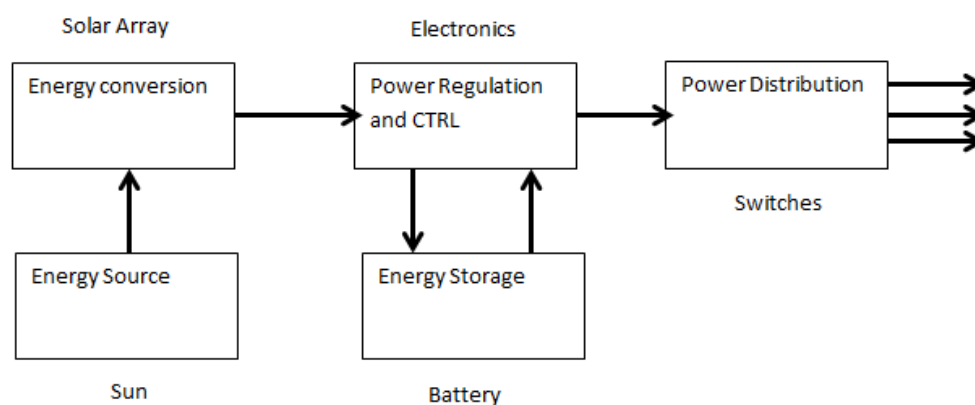 Solar Array
Electronics
Energy conversion
Power Regulation
and CTRL
Power Distribution
Switches
Energy Source
Energy Storage
Sun
Battery